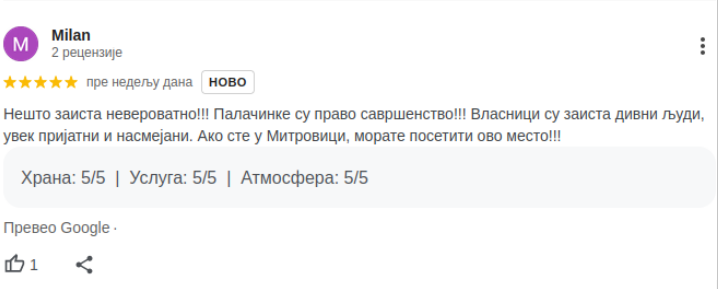 M
Milan
2 рецензије
пре недељу дана НОВО
Нешто заиста невероватно!!! Палачинке су право савршенство!!! Власници су заиста дивни људи,
увек пријатни и насмејани. Ако сте у Митровици, морате посетити ово место!!!
Храна: 5/5 | Услуга: 5/5 | Атмосфера: 5/5
Превео Google ·
1